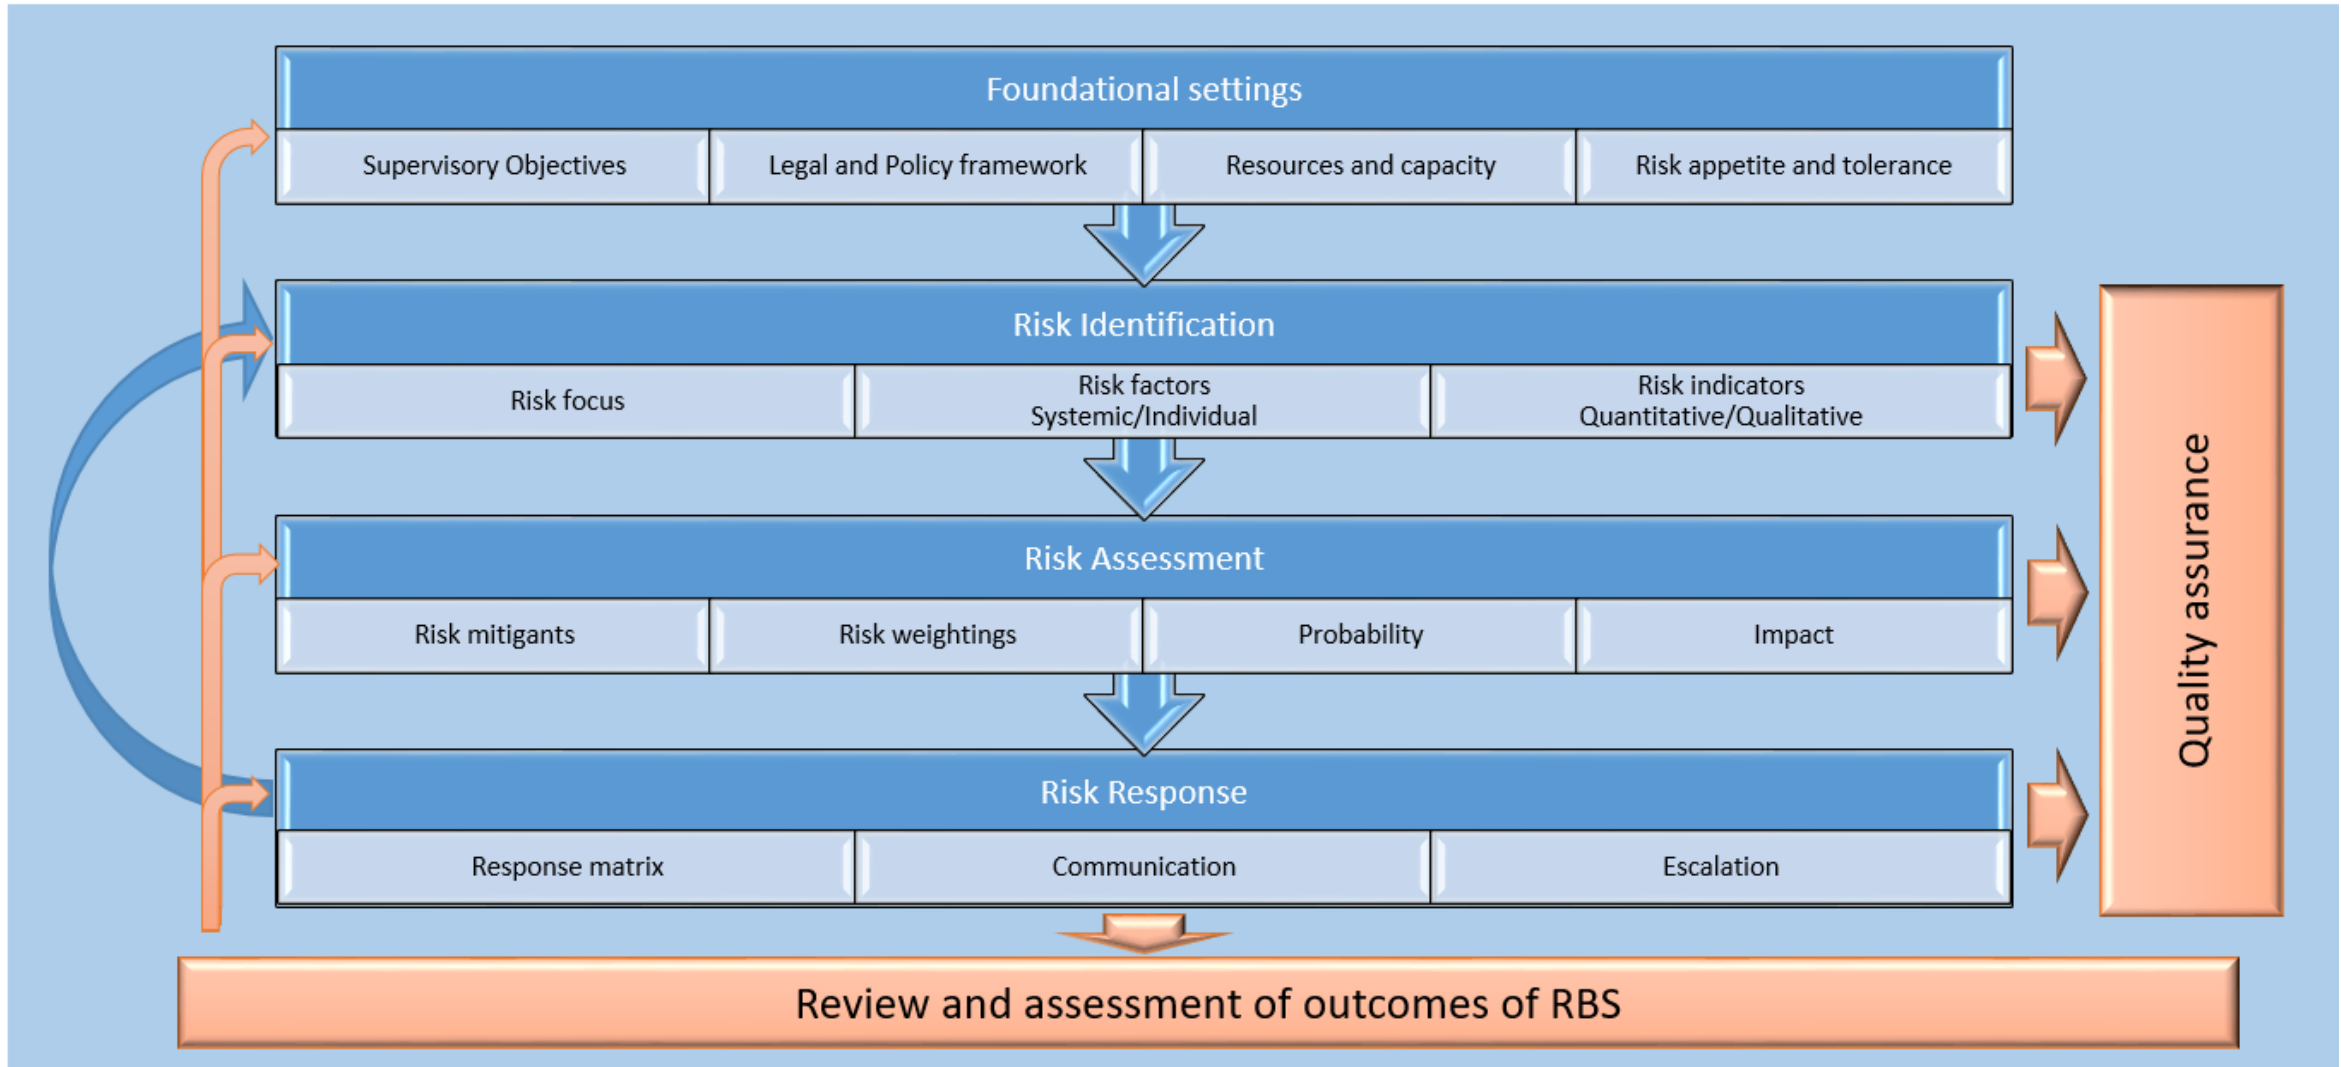 Foundational settings
Supervisory Objectives
Legal and Policy framework
Resources and capacity
Risk appetite and tolerance
Risk Identification
Risk focus
Risk factors
Systemic/Individual
Risk indicators
Quantitative/Qualitative
Risk Assessment
Risk mitigants
Risk weightings
Probability
Impact
Risk Response
Response matrix
Communication
Escalation
Quality assurance
Review and assessment of outcomes of RBS